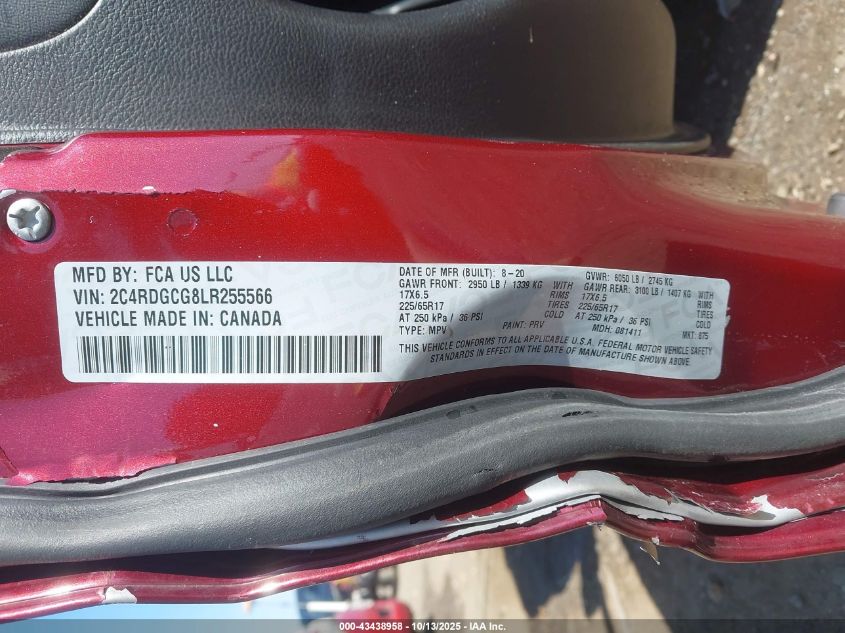 MFD BY: FCA US LLC
VIN: 2C4RDGCG8LR255566
VEHICLE MADE IN: CANADA
DATE OF MFR (BUILT): 8-20 GVWR: 6050 LB / 2745 KG
GAWR FRONT: 2950 LB / 1339 KG WITH GAWR REAR: 3100 LB / 1407 KG WITH
17X6.5 RIMS 17X6.5 RIMS
225/65R17 TIRES 225/65R17 TIRES
AT 250 kPa / 36 PSI COLD AT 250 kPa / 36 PSI COLD
TYPE: MPV PAINT: PRV MDH: 081411 MKT: 875
THIS VEHICLE CONFORMS TO ALL APPLICABLE U.S.A. FEDERAL MOTOR VEHICLE SAFETY
STANDARDS IN EFFECT ON THE DATE OF MANUFACTURE SHOWN ABOVE.
000-43438958 - 10/13/2025 - IAA Inc.